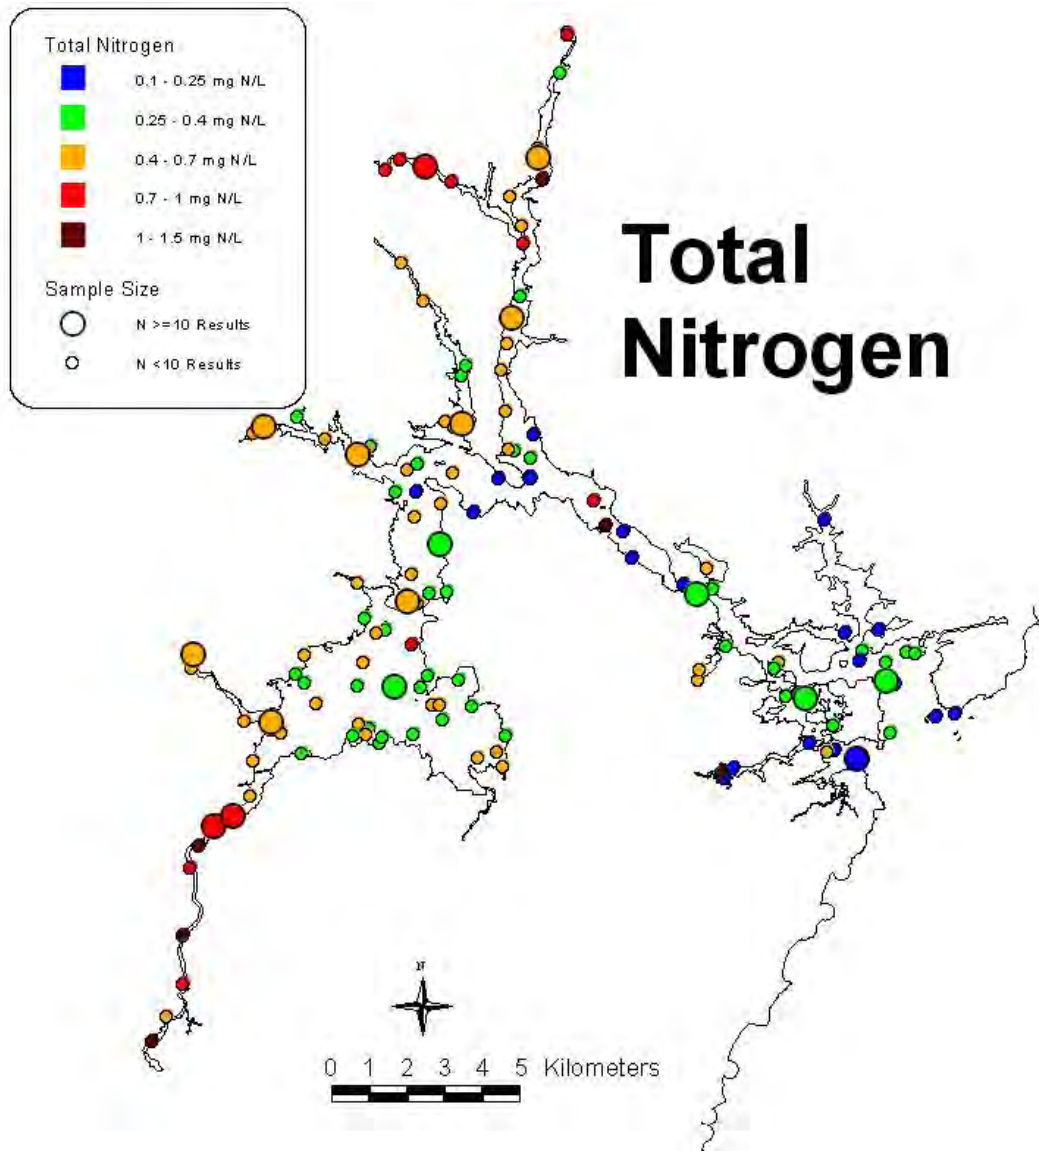 Total Nitrogen
0.1 - 0.25 mg N/L
0.25 - 0.4 mg N/L
0.4 - 0.7 mg N/L
0.7 - 1 mg N/L
1 - 1.5 mg N/L
Sample Size
N >=10 Results
N <10 Results
Total
Nitrogen
N
0 1 2 3 4 5 Kilometers